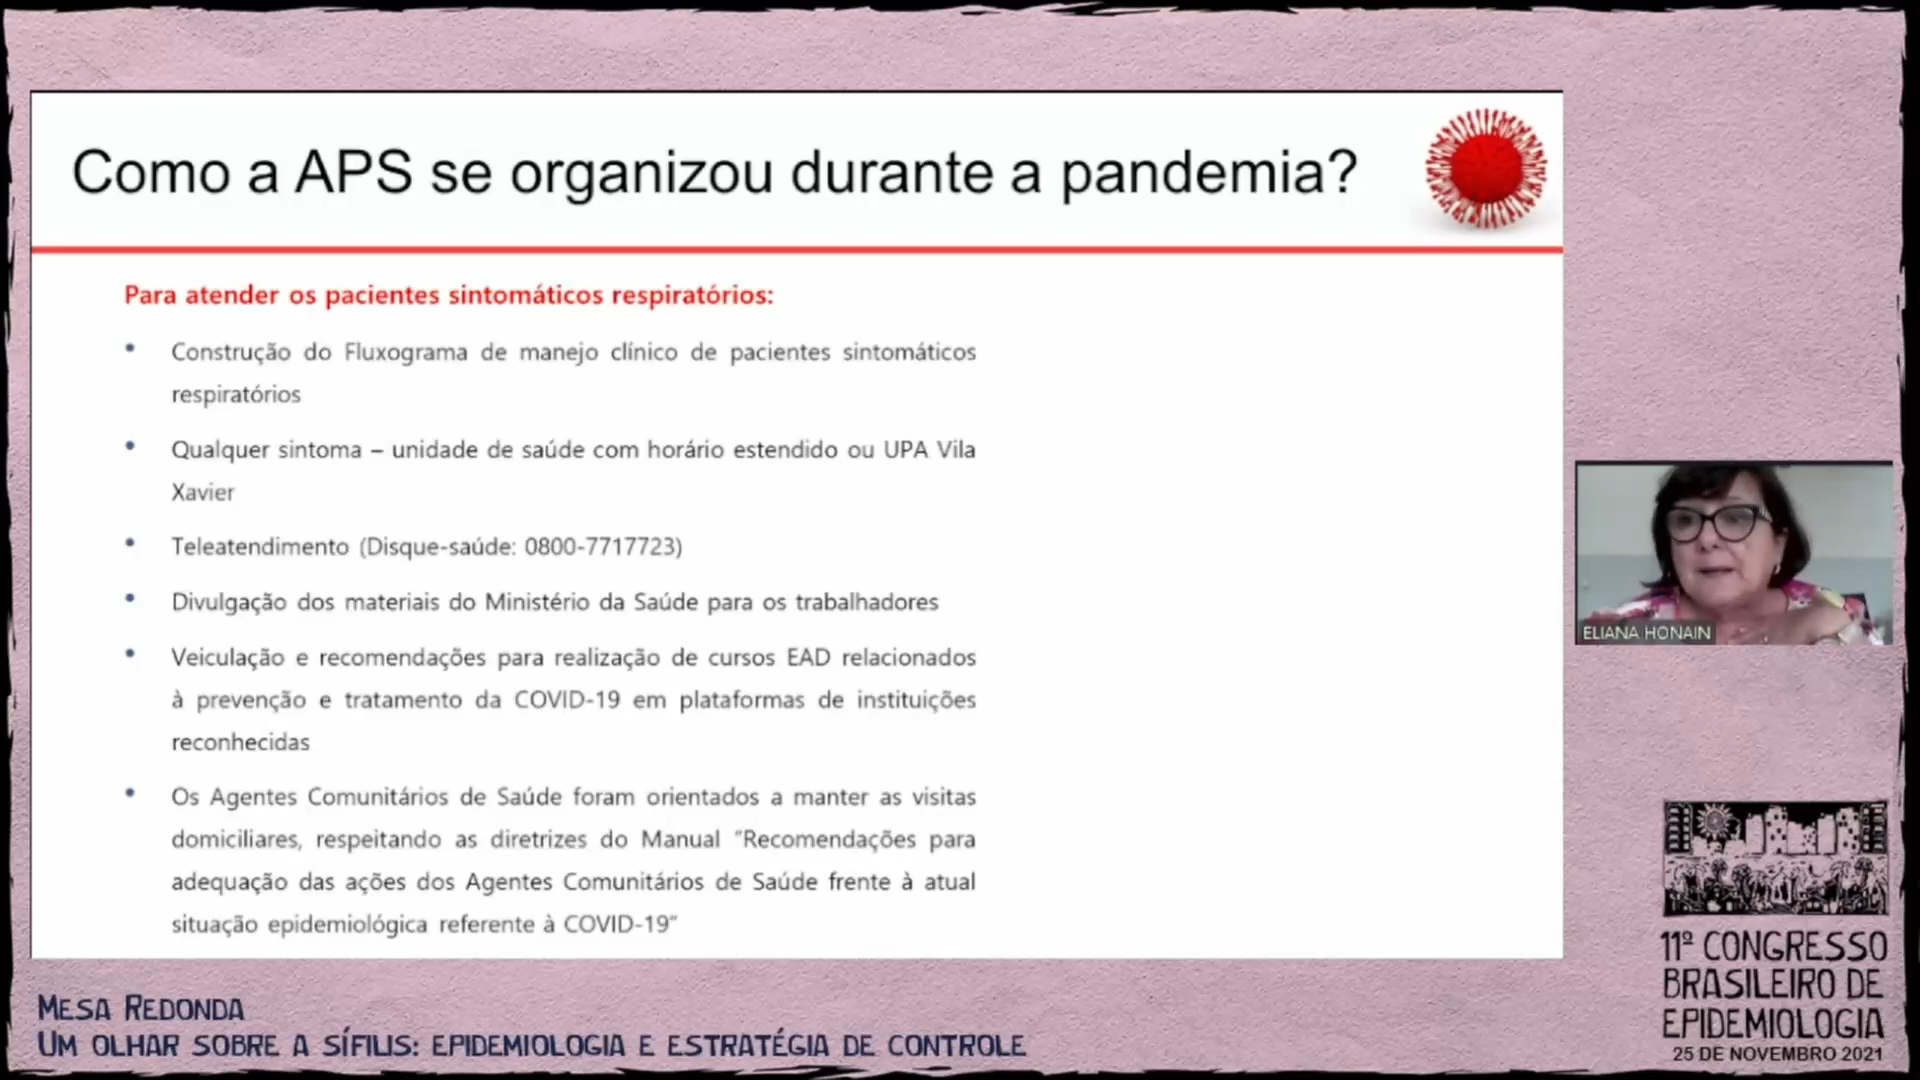 Como a APS se organizou durante a pandemia?
Para atender os pacientes sintomáticos respiratórios:
• Construção do Fluxograma de manejo clínico de pacientes sintomáticos
respiratórios
• Qualquer sintoma – unidade de saúde com horário estendido ou UPA Vila
Xavier
• Teleatendimento (Disque-saúde: 0800-7717723)
• Divulgação dos materiais do Ministério da Saúde para os trabalhadores
• Veiculação e recomendações para realização de cursos EAD relacionados
à prevenção e tratamento da COVID-19 em plataformas de instituições
reconhecidas
• Os Agentes Comunitários de Saúde foram orientados a manter as visitas
domiciliares, respeitando as diretrizes do Manual “Recomendações para
adequação das ações dos Agentes Comunitários de Saúde frente à atual
situação epidemiológica referente à COVID-19”
ELIANA HONAIN
11º CONGRESSO
BRASILEIRO DE
EPIDEMIOLOGIA
25 DE NOVEMBRO 2021
MESA REDONDA
UM OLHAR SOBRE A SÍFILIS: EPIDEMIOLOGIA E ESTRATÉGIA DE CONTROLE